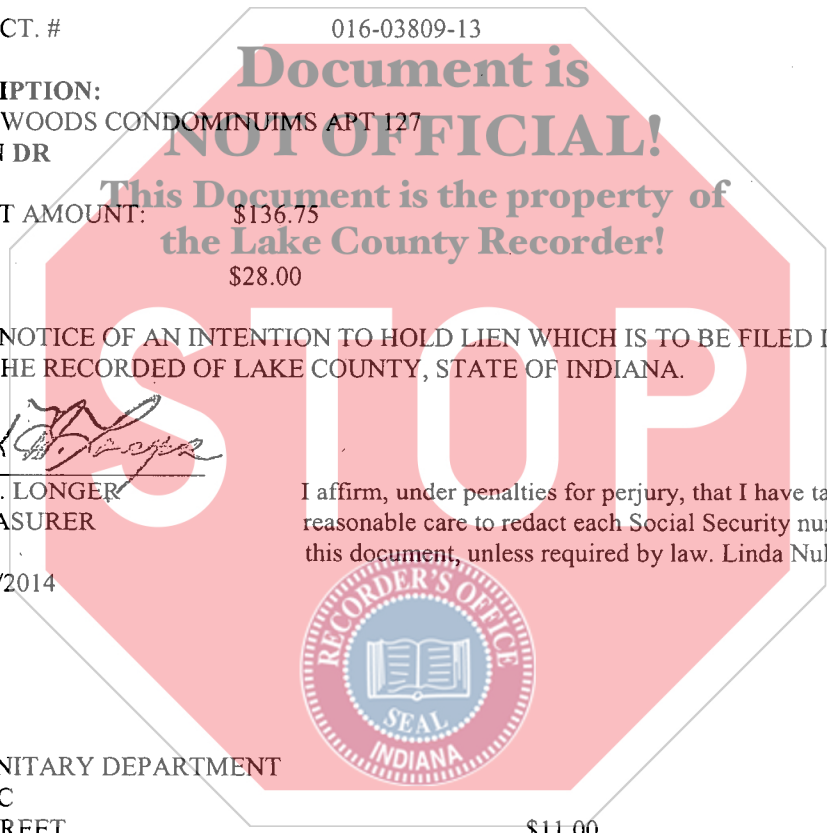 CT. # 016-03809-13
Document is
IPTION:
WOODS CONDOMINUIMS APT 127
NOT OFFICIAL!
DR
This Document is the property of
T AMOUNT: $136.75
the Lake County Recorder!
$28.00
NOTICE OF AN INTENTION TO HOLD LIEN WHICH IS TO BE FILED
HE RECORDED OF LAKE COUNTY, STATE OF INDIANA.
STOP
. LONGER
I affirm, under penalties for perjury, that I have ta
ASURER
reasonable care to redact each Social Security nu
this document, unless required by law. Linda Nu
/2014
RECORDER'S OFFICE
SEAL
INDIANA
NITARY DEPARTMENT
C
REET $11.00